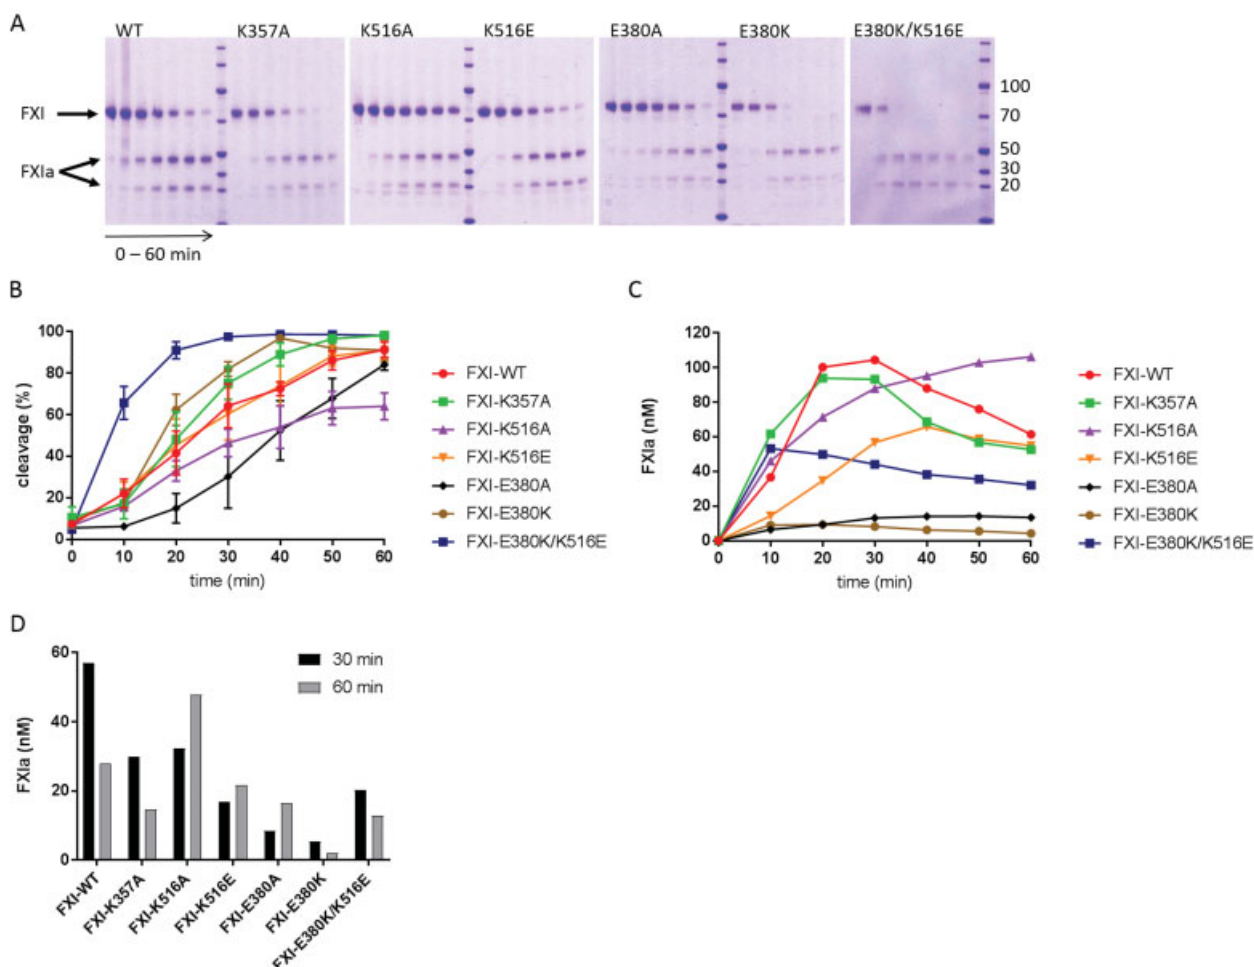 A
WT K357A K516A K516E E380A E380K E380K/K516E
FXI
FXIa
100
70
50
30
20
0 – 60 min
B
cleavage (%)
100
80
60
40
20
0
0 10 20 30 40 50 60
time (min)
FXI-WT
FXI-K357A
FXI-K516A
FXI-K516E
FXI-E380A
FXI-E380K
FXI-E380K/K516E
C
FXIa (nM)
120
100
80
60
40
20
0
0 10 20 30 40 50 60
time (min)
FXI-WT
FXI-K357A
FXI-K516A
FXI-K516E
FXI-E380A
FXI-E380K
FXI-E380K/K516E
D
FXIa (nM)
60
40
20
0
30 min
60 min
FXI-WT
FXI-K357A
FXI-K516A
FXI-K516E
FXI-E380A
FXI-E380K
FXI-E380K/K516E